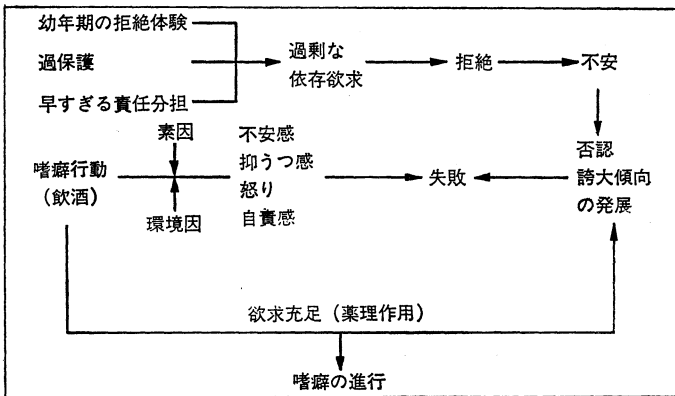 幼年期の拒絶体験
過保護
早すぎる責任分担
過剰な
依存欲求
拒絶
不安
否認
誇大傾向
の発展
失敗
不安感
抑うつ感
怒り
自責感
素因
環境因
嗜癖行動
(飲酒)
欲求充足(薬理作用)
嗜癖の進行